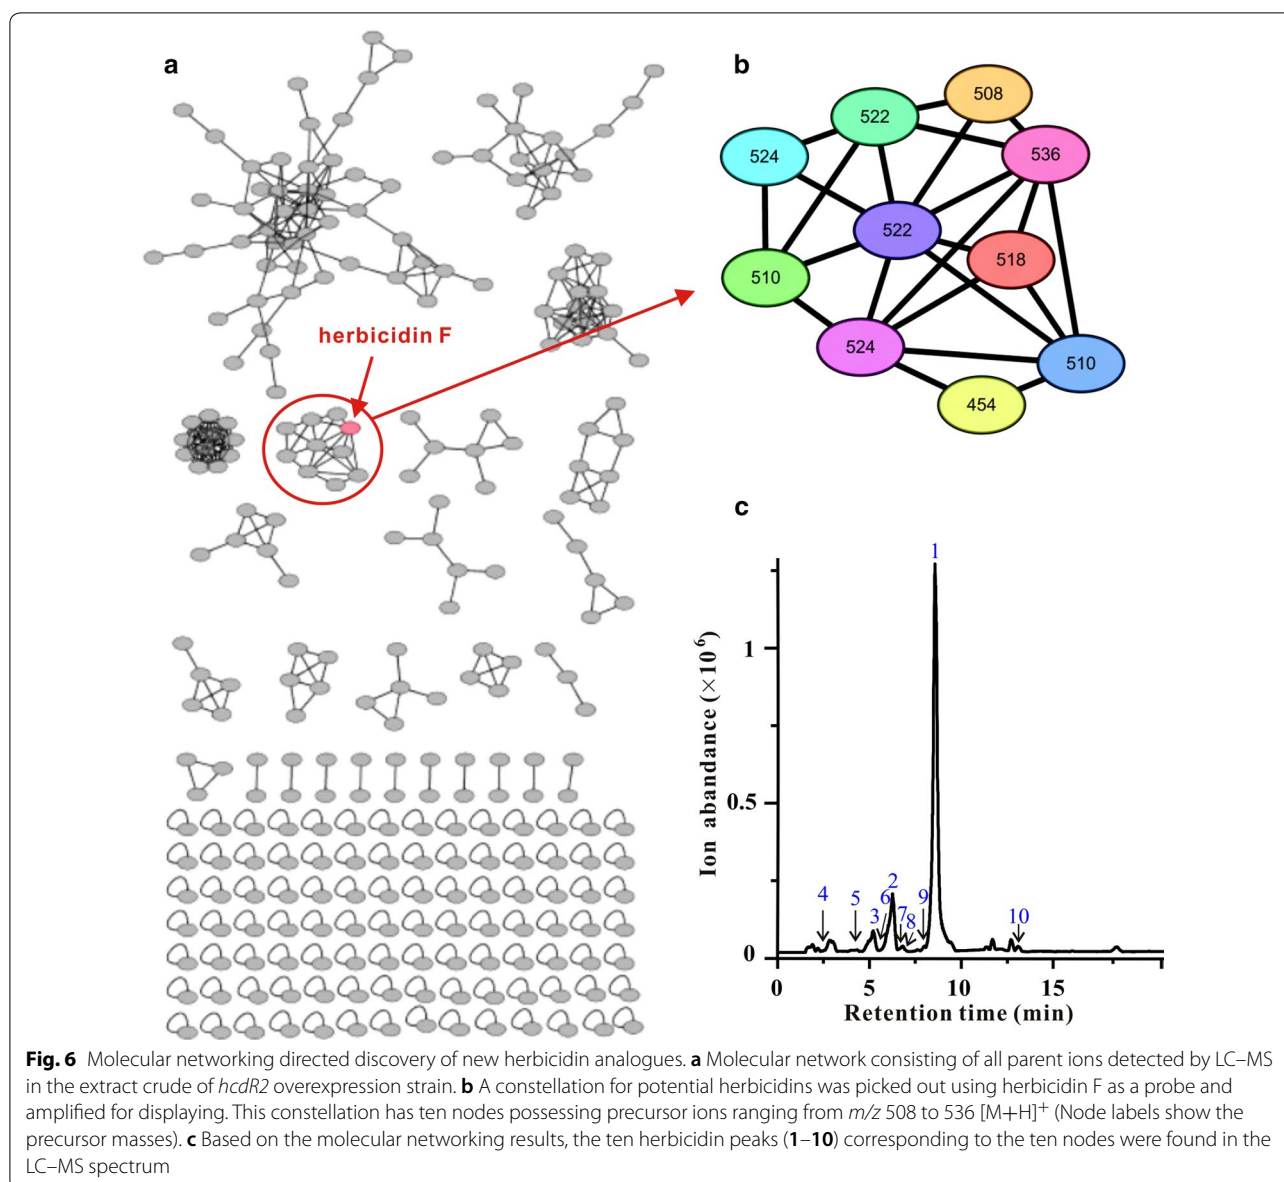 a
herbicidin F
b
508
522
524
536
522
518
510
524
510
454
c
1
Ion abandance (×10⁶)
1
0.5
0
4
5
3
6
2
7
8
9
10
0
5
10
15
Retention time (min)
Fig. 6 Molecular networking directed discovery of new herbicidin analogues. a Molecular network consisting of all parent ions detected by LC–MS
in the extract crude of hcdR2 overexpression strain. b A constellation for potential herbicidins was picked out using herbicidin F as a probe and
amplified for displaying. This constellation has ten nodes possessing precursor ions ranging from m/z 508 to 536 [M+H]⁺ (Node labels show the
precursor masses). c Based on the molecular networking results, the ten herbicidin peaks (1–10) corresponding to the ten nodes were found in the
LC–MS spectrum